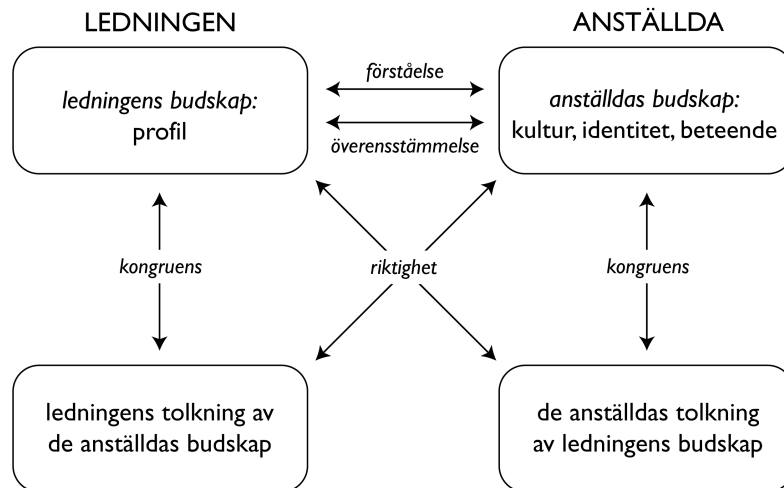 LEDNINGEN
ANSTÄLLDA
ledningens budskap:
profil
förståelse
överensstämmelse
anställdas budskap:
kultur, identitet, beteende
kongruens
riktighet
kongruens
ledningens tolkning av
de anställdas budskap
de anställdas tolkning
av ledningens budskap